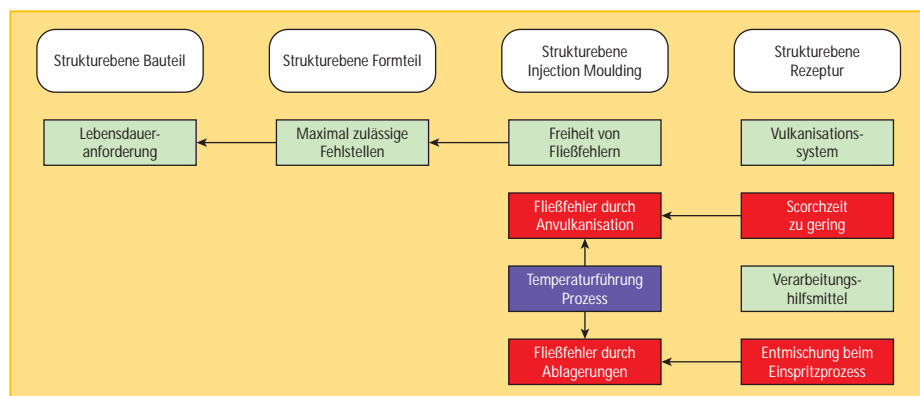 Strukturebene Bauteil
Strukturebene Formteil
Strukturebene
Injection Moulding
Strukturebene
Rezeptur
Lebensdauer-
anforderung
Maximal zulässige
Fehlstellen
Freiheit von
Fließfehlern
Vulkanisations-
system
Fließfehler durch
Anvulkanisation
Scorchzeit
zu gering
Temperaturführung
Prozess
Verarbeitungs-
hilfsmittel
Fließfehler durch
Ablagerungen
Entmischung beim
Einspritzprozess